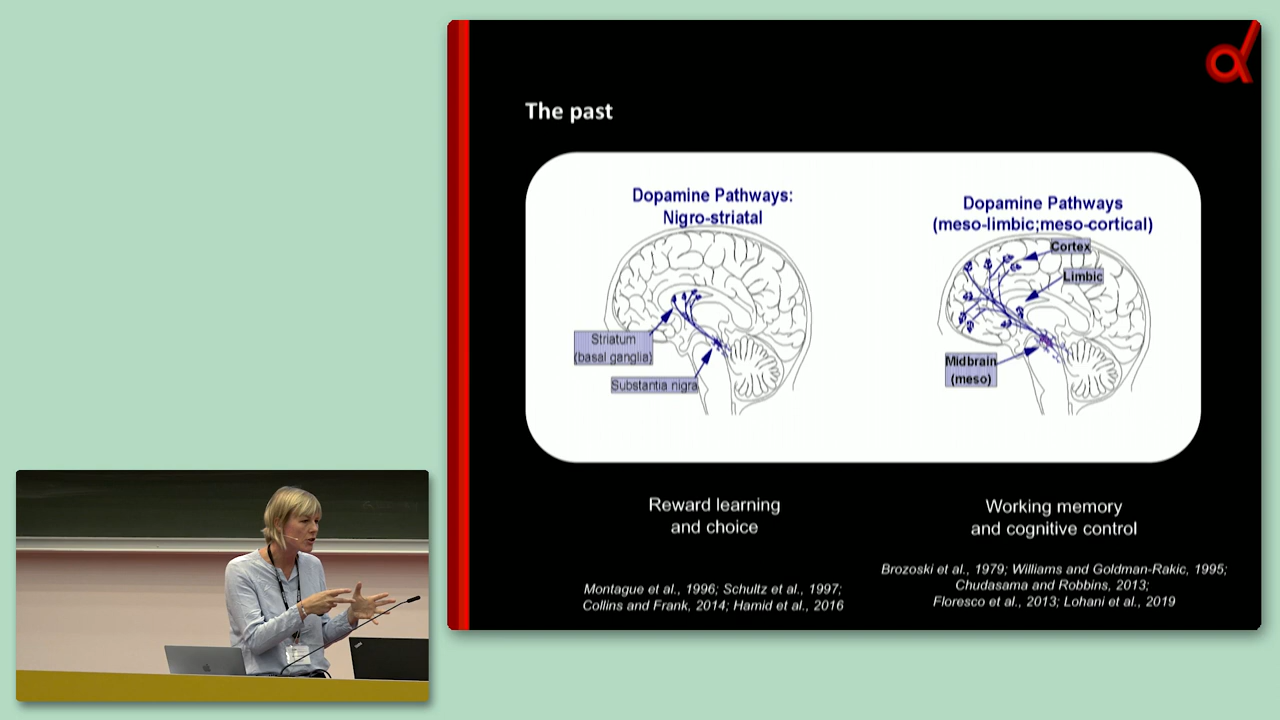 The past
Dopamine Pathways:
Nigro-striatal
Striatum
(basal ganglia)
Substantia nigra
Dopamine Pathways
(meso-limbic;meso-cortical)
Cortex
Limbic
Midbrain
(meso)
Reward learning
and choice
Montague et al., 1996; Schultz et al., 1997;
Collins and Frank, 2014; Hamid et al., 2016
Working memory
and cognitive control
Brozoski et al., 1979; Williams and Goldman-Rakic, 1995;
Chudasama and Robbins, 2013;
Floresco et al., 2013; Lohani et al., 2019